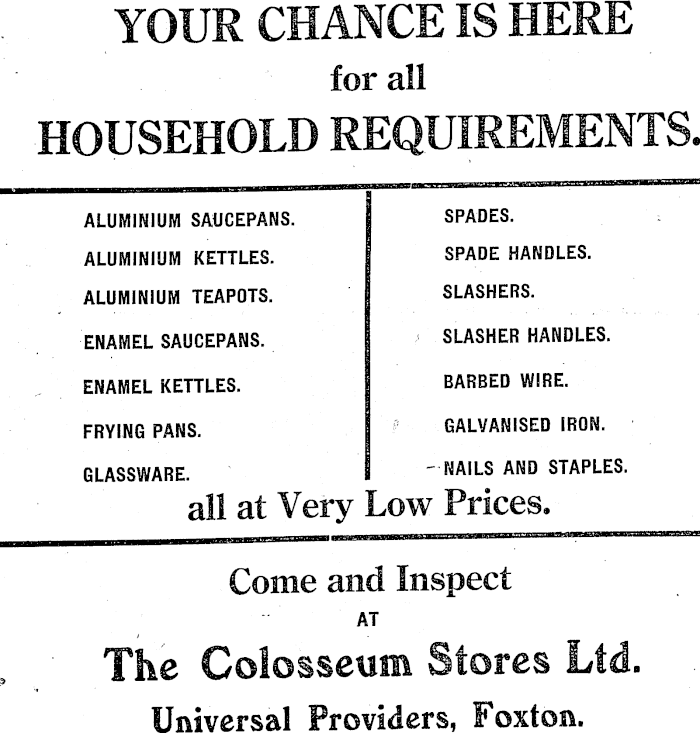 YOUR CHANCE IS HERE
for all
HOUSEHOLD REQUIREMENTS.
ALUMINIUM SAUCEPANS.
ALUMINIUM KETTLES.
ALUMINIUM TEAPOTS.
ENAMEL SAUCEPANS.
ENAMEL KETTLES.
FRYING PANS.
GLASSWARE.
SPADES.
SPADE HANDLES.
SLASHERS.
SLASHER HANDLES.
BARBED WIRE.
GALVANISED IRON.
NAILS AND STAPLES.
all at Very Low Prices.
Come and Inspect
AT
The Colosseum Stores Ltd.
Universal Providers, Foxton.